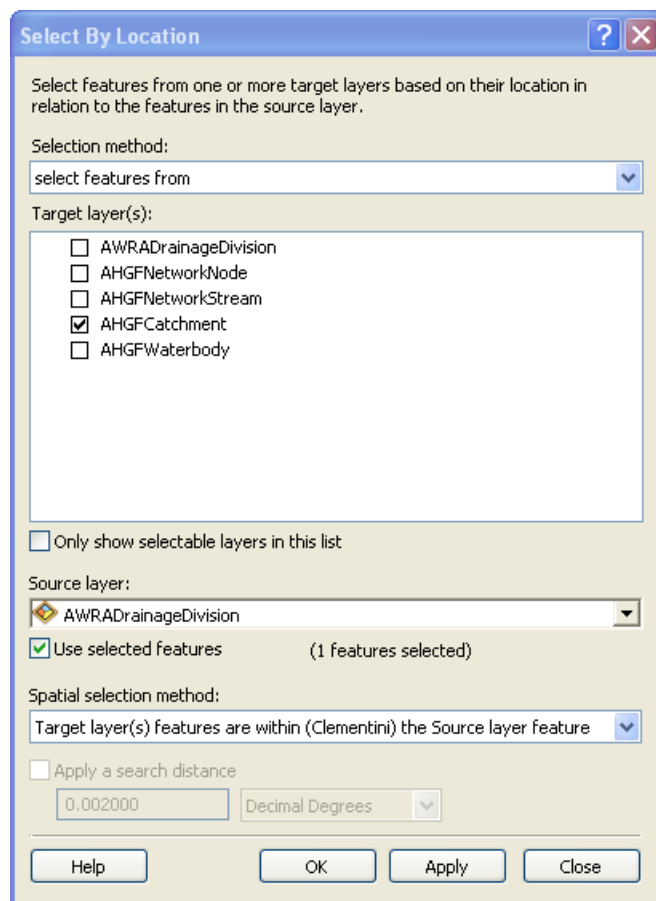 Select By Location
Select features from one or more target layers based on their location in
relation to the features in the source layer.
Selection method:
select features from
Target layer(s):
AWRADrainageDivision
AHGFNetworkNode
AHGFNetworkStream
AHGFCatchment
AHGFWaterbody
Only show selectable layers in this list
Source layer:
AWRADrainageDivision
Use selected features (1 features selected)
Spatial selection method:
Target layer(s) features are within (Clementini) the Source layer feature
Apply a search distance
0.002000 Decimal Degrees
Help OK Apply Close